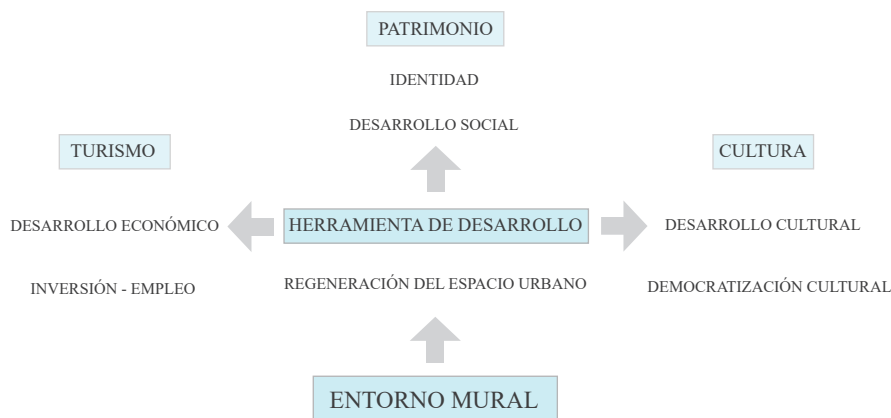 PATRIMONIO
IDENTIDAD
DESARROLLO SOCIAL
TURISMO
CULTURA
DESARROLLO ECONÓMICO
HERRAMIENTA DE DESARROLLO
DESARROLLO CULTURAL
INVERSIÓN - EMPLEO
REGENERACIÓN DEL ESPACIO URBANO
DEMOCRATIZACIÓN CULTURAL
ENTORNO MURAL